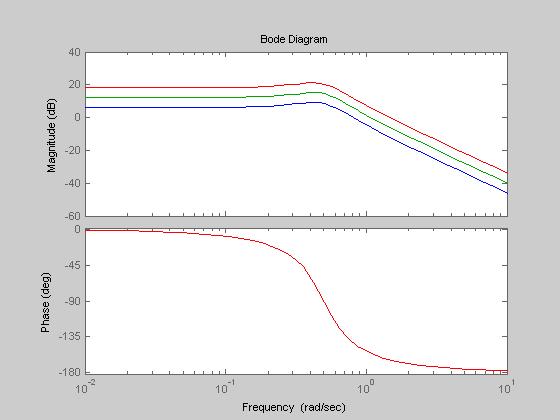 Bode Diagram
40
20
0
-20
-40
-60
Magnitude (dB)
0
-45
-90
-135
-180
Phase (deg)
10^-2 10^-1 10^0 10^1
Frequency (rad/sec)